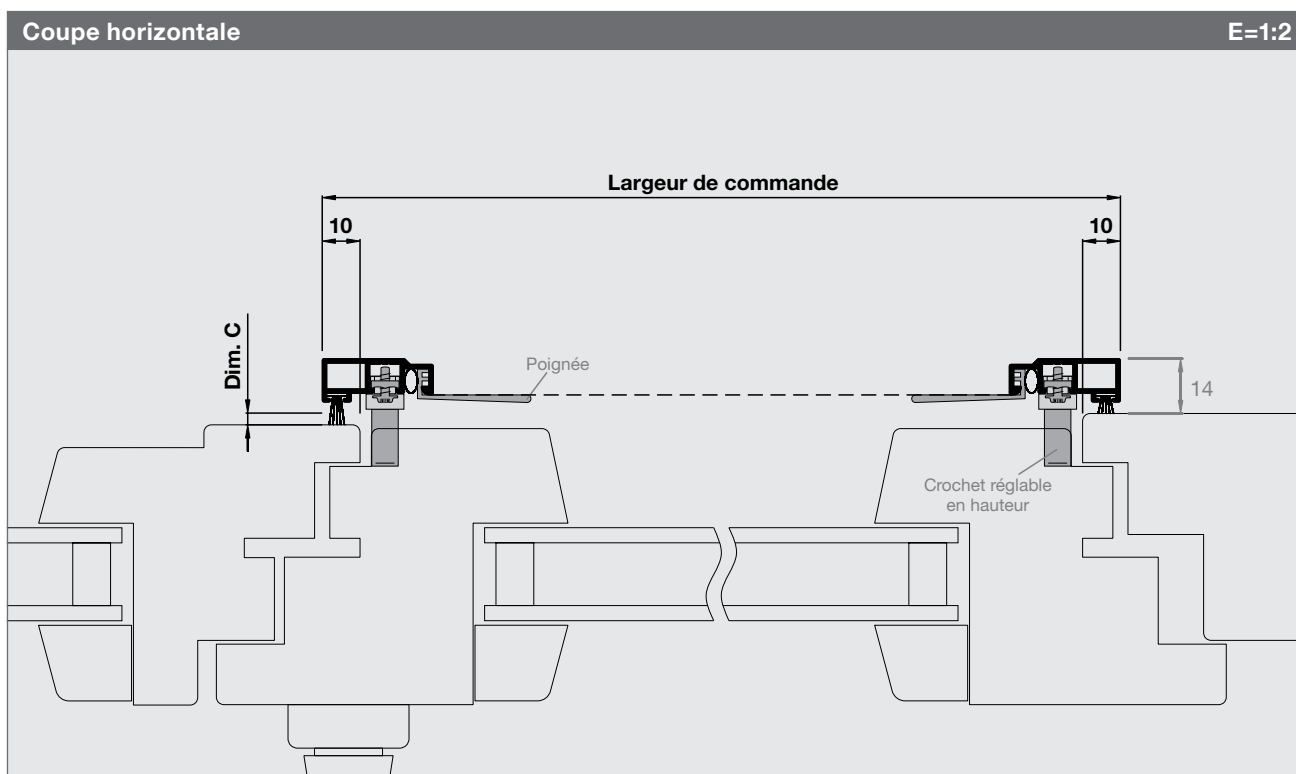 Coupe horizontale
E=1:2
Largeur de commande
10
10
Dim. C
Poignée
14
Crochet réglable
en hauteur